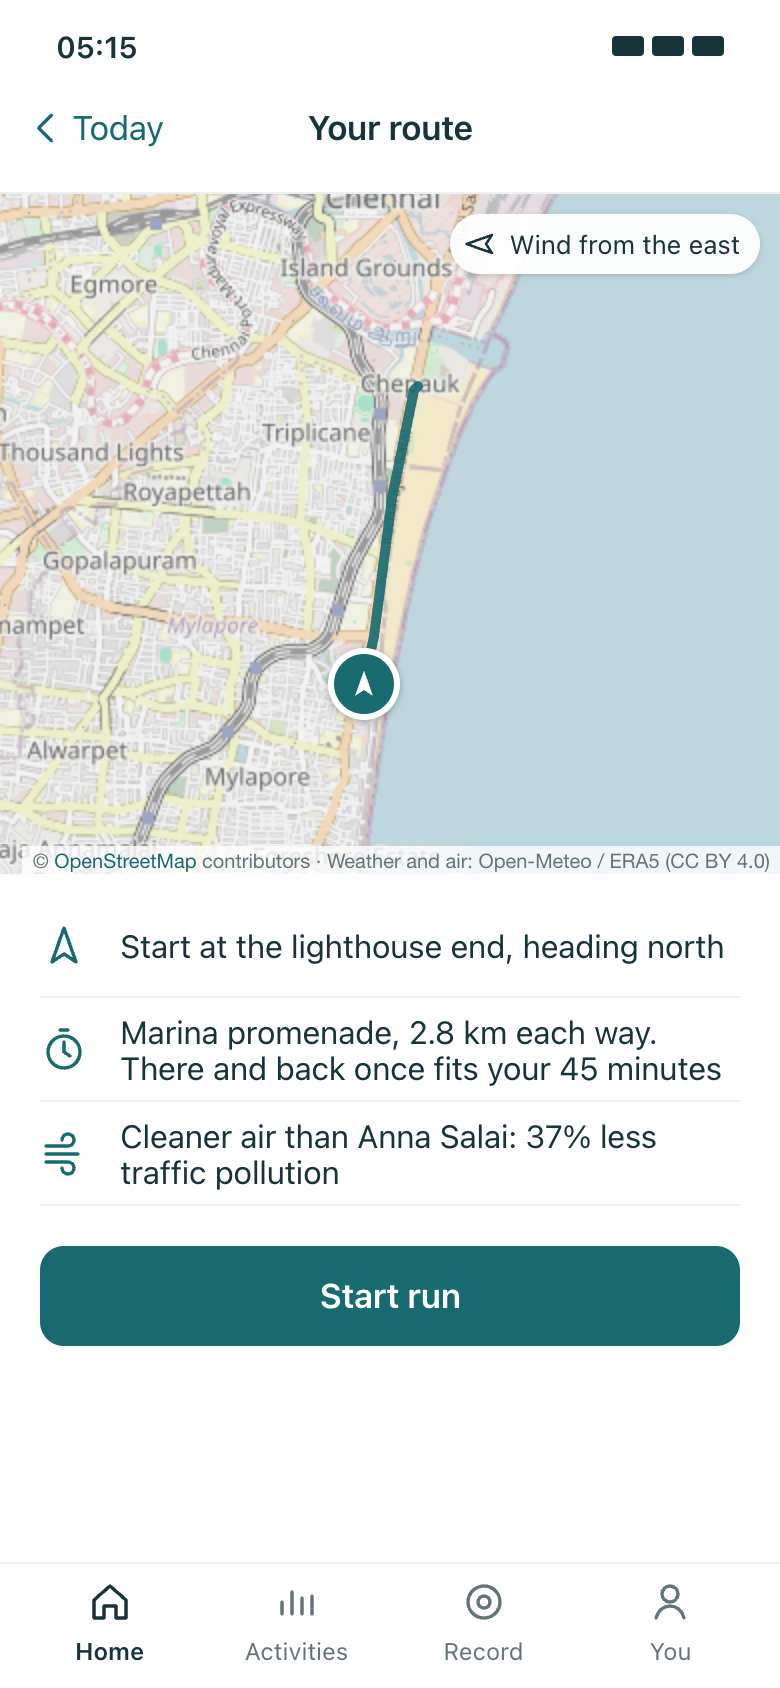 05:15
Today
Your route
Chennai
Expressway
Wind from the east
Island Grounds
Egmore
Chenna
Chepauk
Triplicane
Thousand Lights
Royapettah
Gopalapuram
nampet
Mylapore
Alwarpet
Mylapore
© OpenStreetMap contributors · Weather and air: Open-Meteo / ERA5 (CC BY 4.0)
Start at the lighthouse end, heading north
Marina promenade, 2.8 km each way.
There and back once fits your 45 minutes
Cleaner air than Anna Salai: 37% less
traffic pollution
Start run
Home
Activities
Record
You